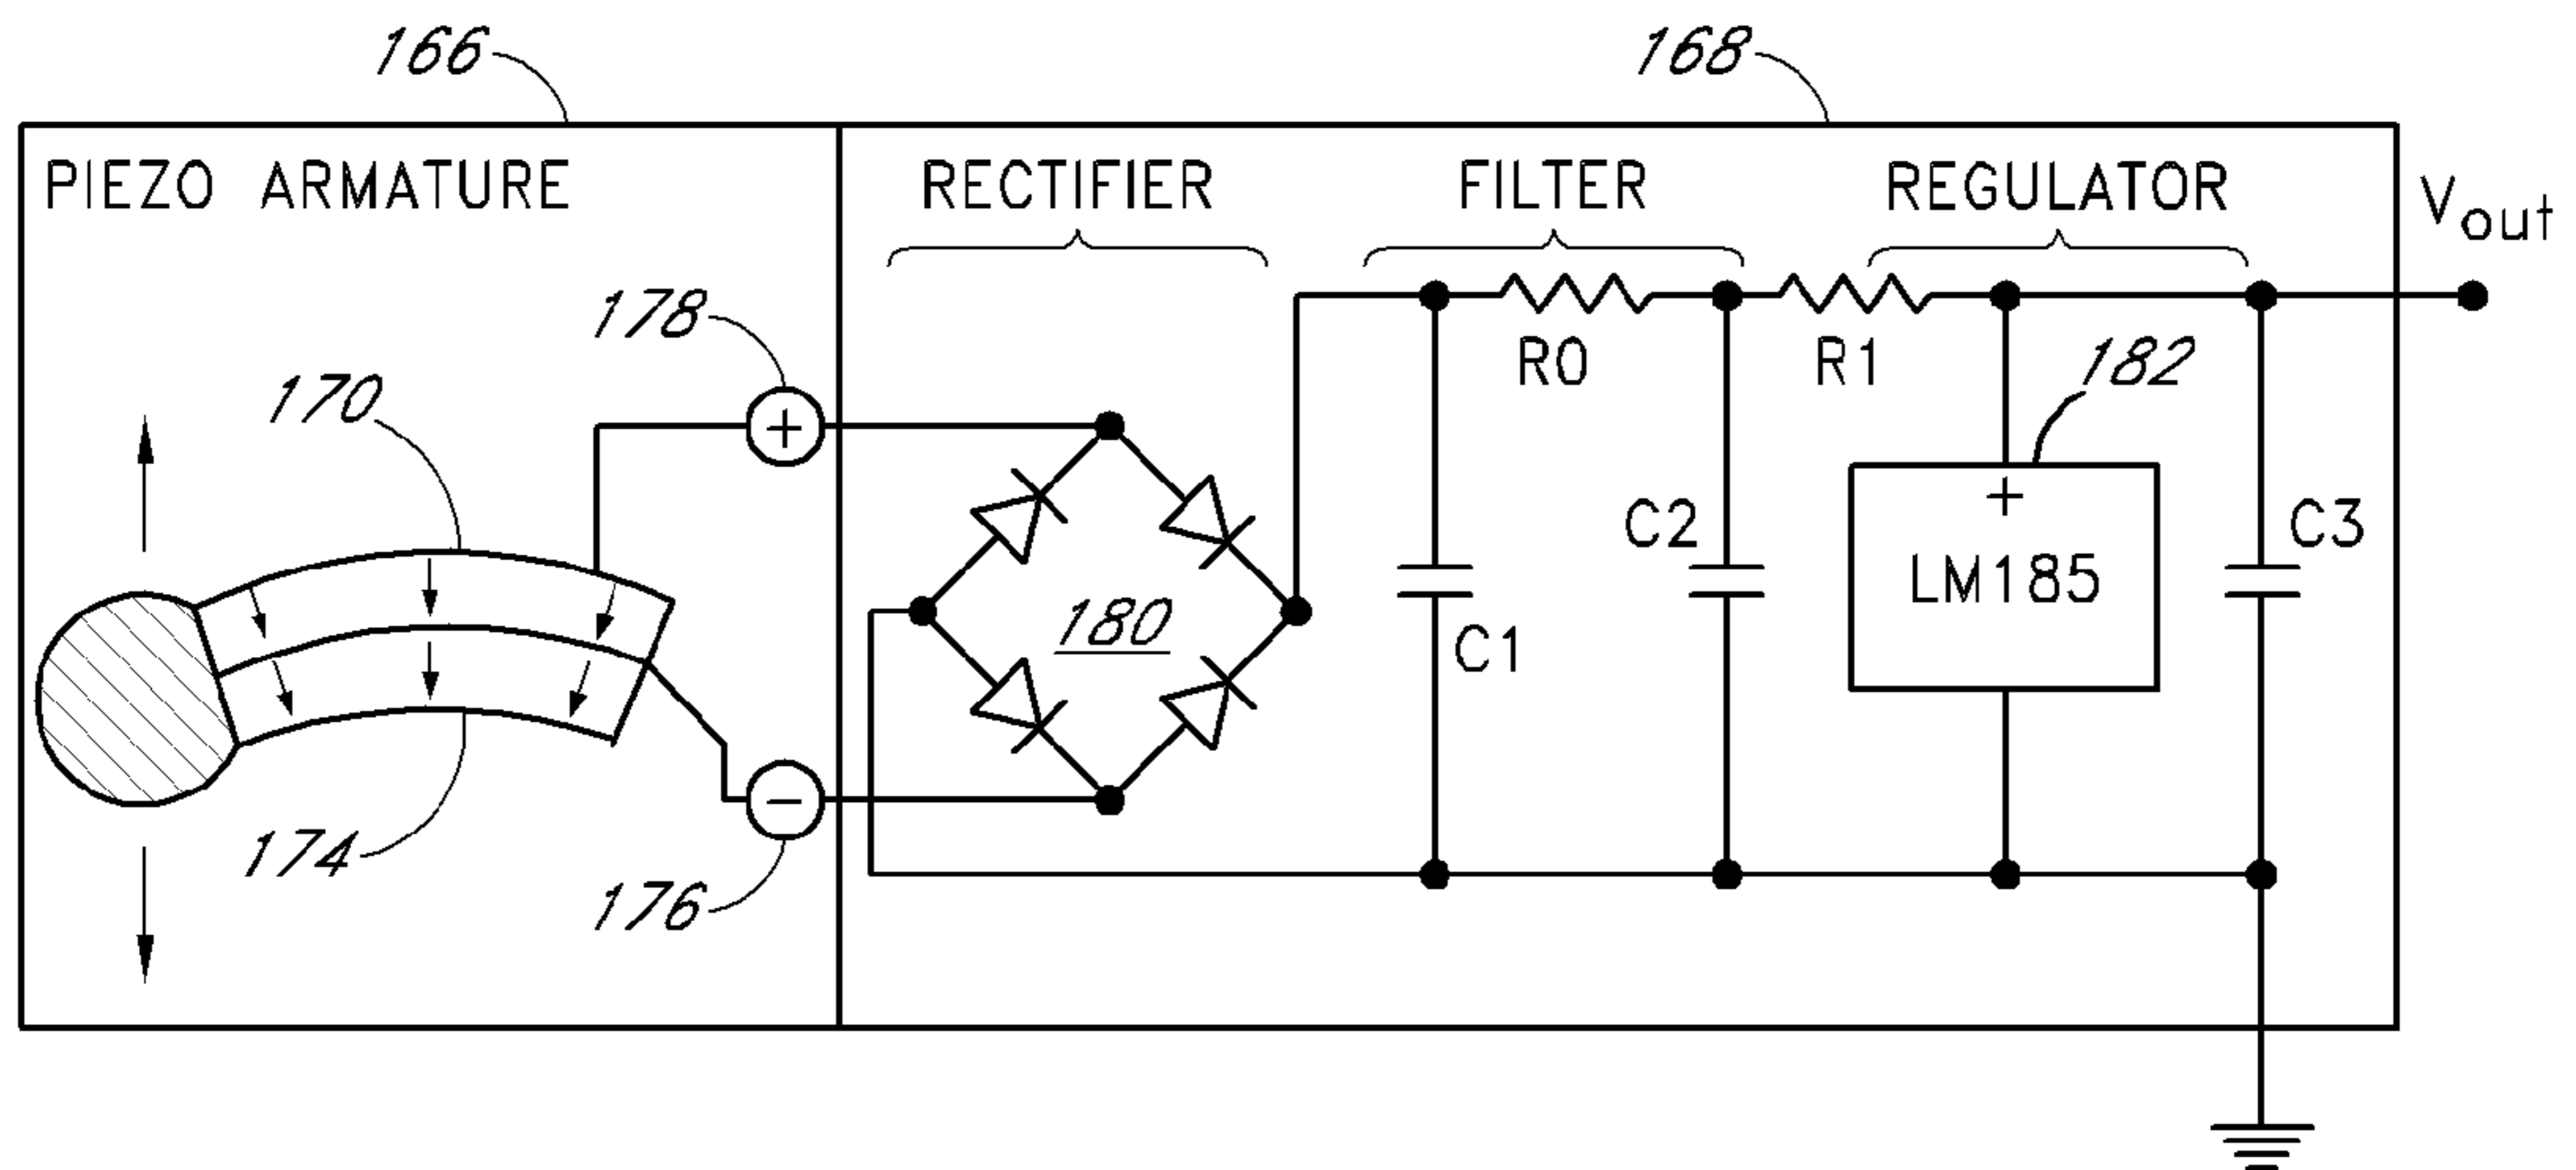 166
168
PIEZO ARMATURE
RECTIFIER
FILTER
REGULATOR
Vout
178
+
170
R0
R1
182
+
LM185
C1
C2
C3
180
174
−
176